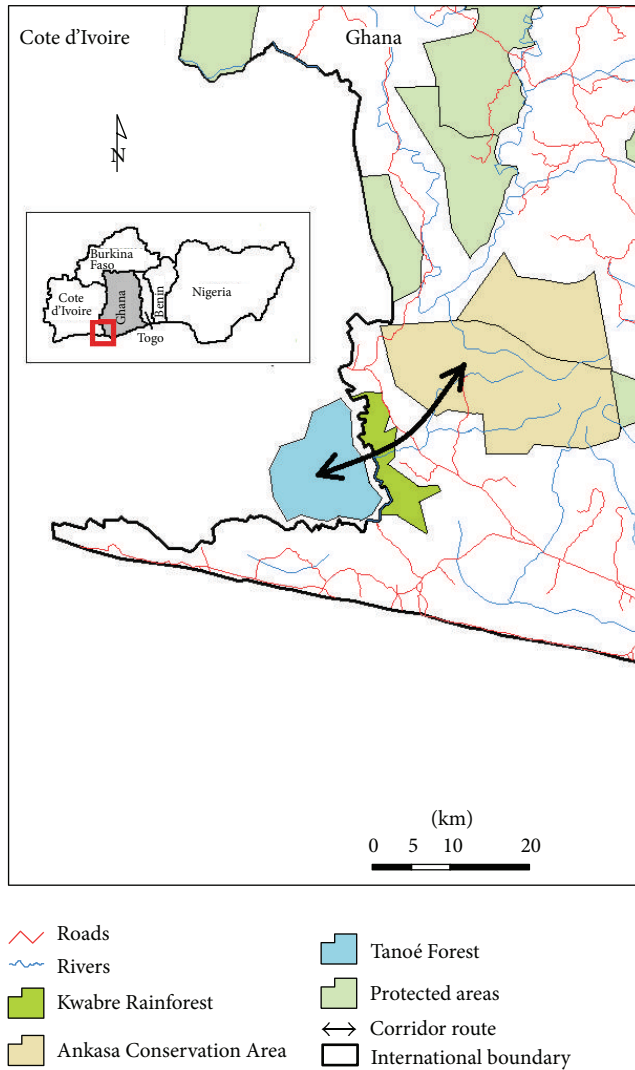 Cote d'Ivoire
Ghana
N
Burkina
Faso
Cote
d'Ivoire
Ghana
Benin
Nigeria
Togo
(km)
0 5 10 20
Roads
Rivers
Kwabre Rainforest
Ankasa Conservation Area
Tanoé Forest
Protected areas
Corridor route
International boundary